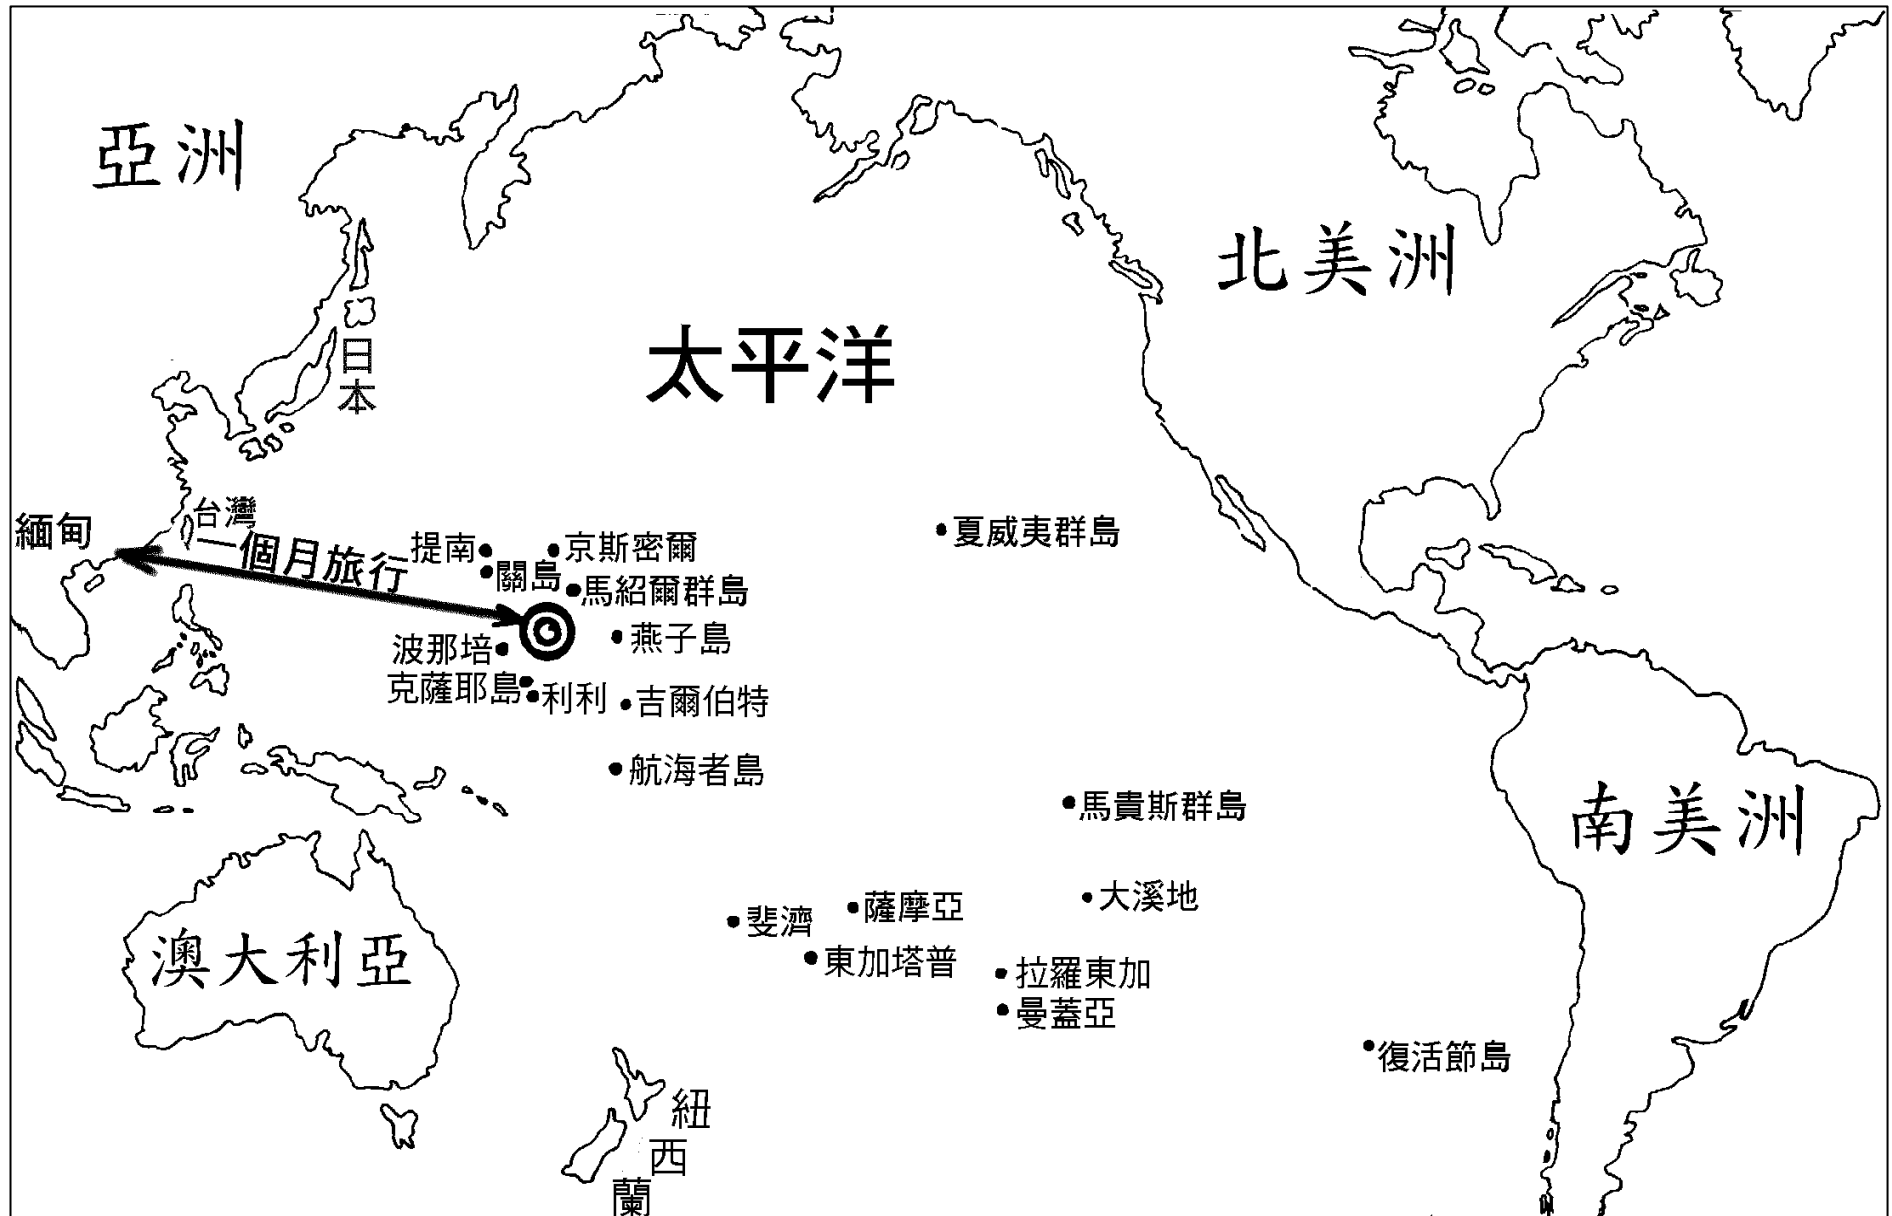 亞洲
北美洲
太平洋
日本
緬甸
台灣
一個月旅行
提南
京斯密爾
關島
馬紹爾群島
夏威夷群島
燕子島
波那培
克薩耶島
利利
吉爾伯特
航海者島
馬貴斯群島
南美洲
大溪地
薩摩亞
斐濟
東加塔普
澳大利亞
拉羅東加
曼蓋亞
復活節島
紐西蘭